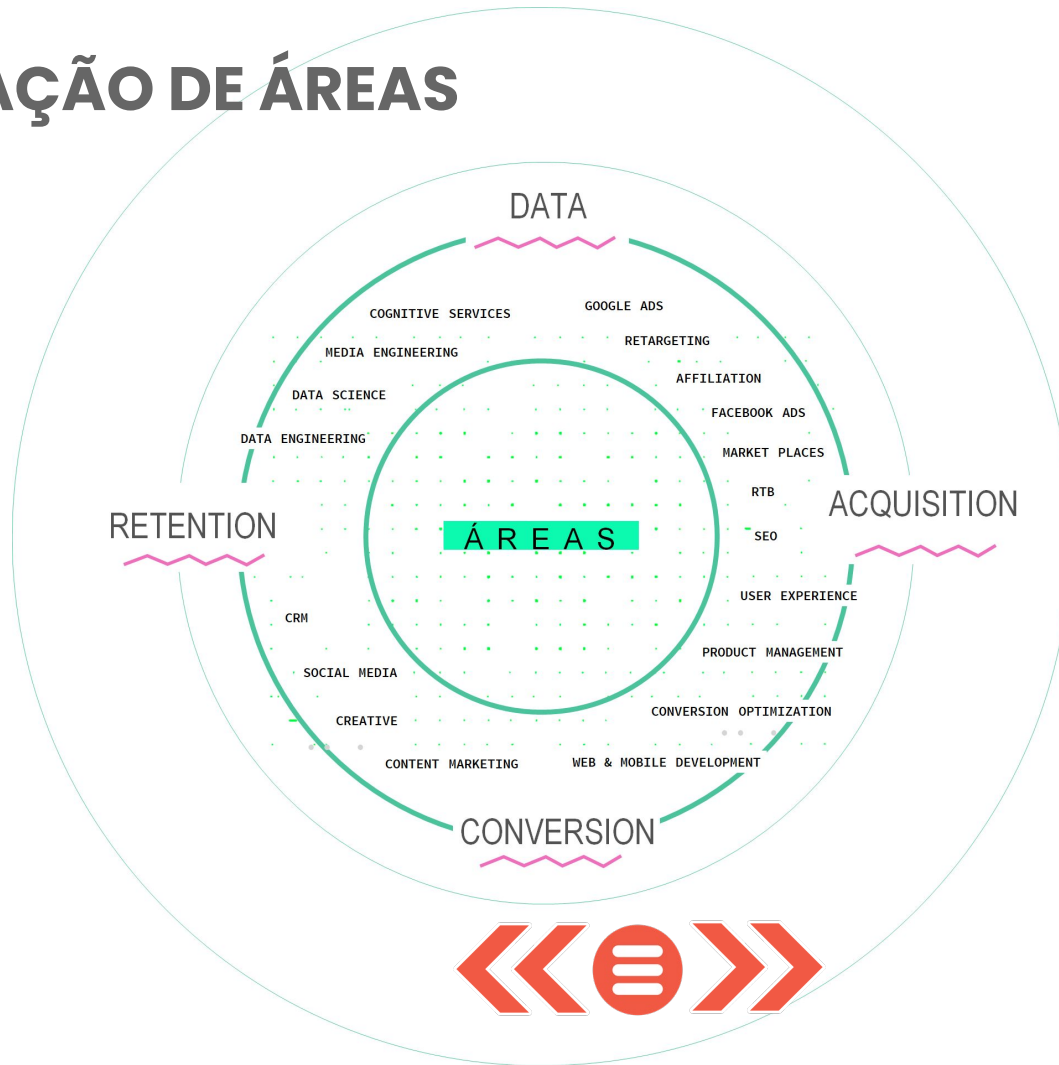 AÇÃO DE ÁREAS
DATA
GOOGLE ADS
COGNITIVE SERVICES
RETARGETING
MEDIA ENGINEERING
AFFILIATION
DATA SCIENCE
FACEBOOK ADS
DATA ENGINEERING
MARKET PLACES
RTB
ACQUISITION
RETENTION
SEO
ÁREAS
USER EXPERIENCE
CRM
PRODUCT MANAGEMENT
SOCIAL MEDIA
CONVERSION OPTIMIZATION
CREATIVE
WEB & MOBILE DEVELOPMENT
CONTENT MARKETING
CONVERSION